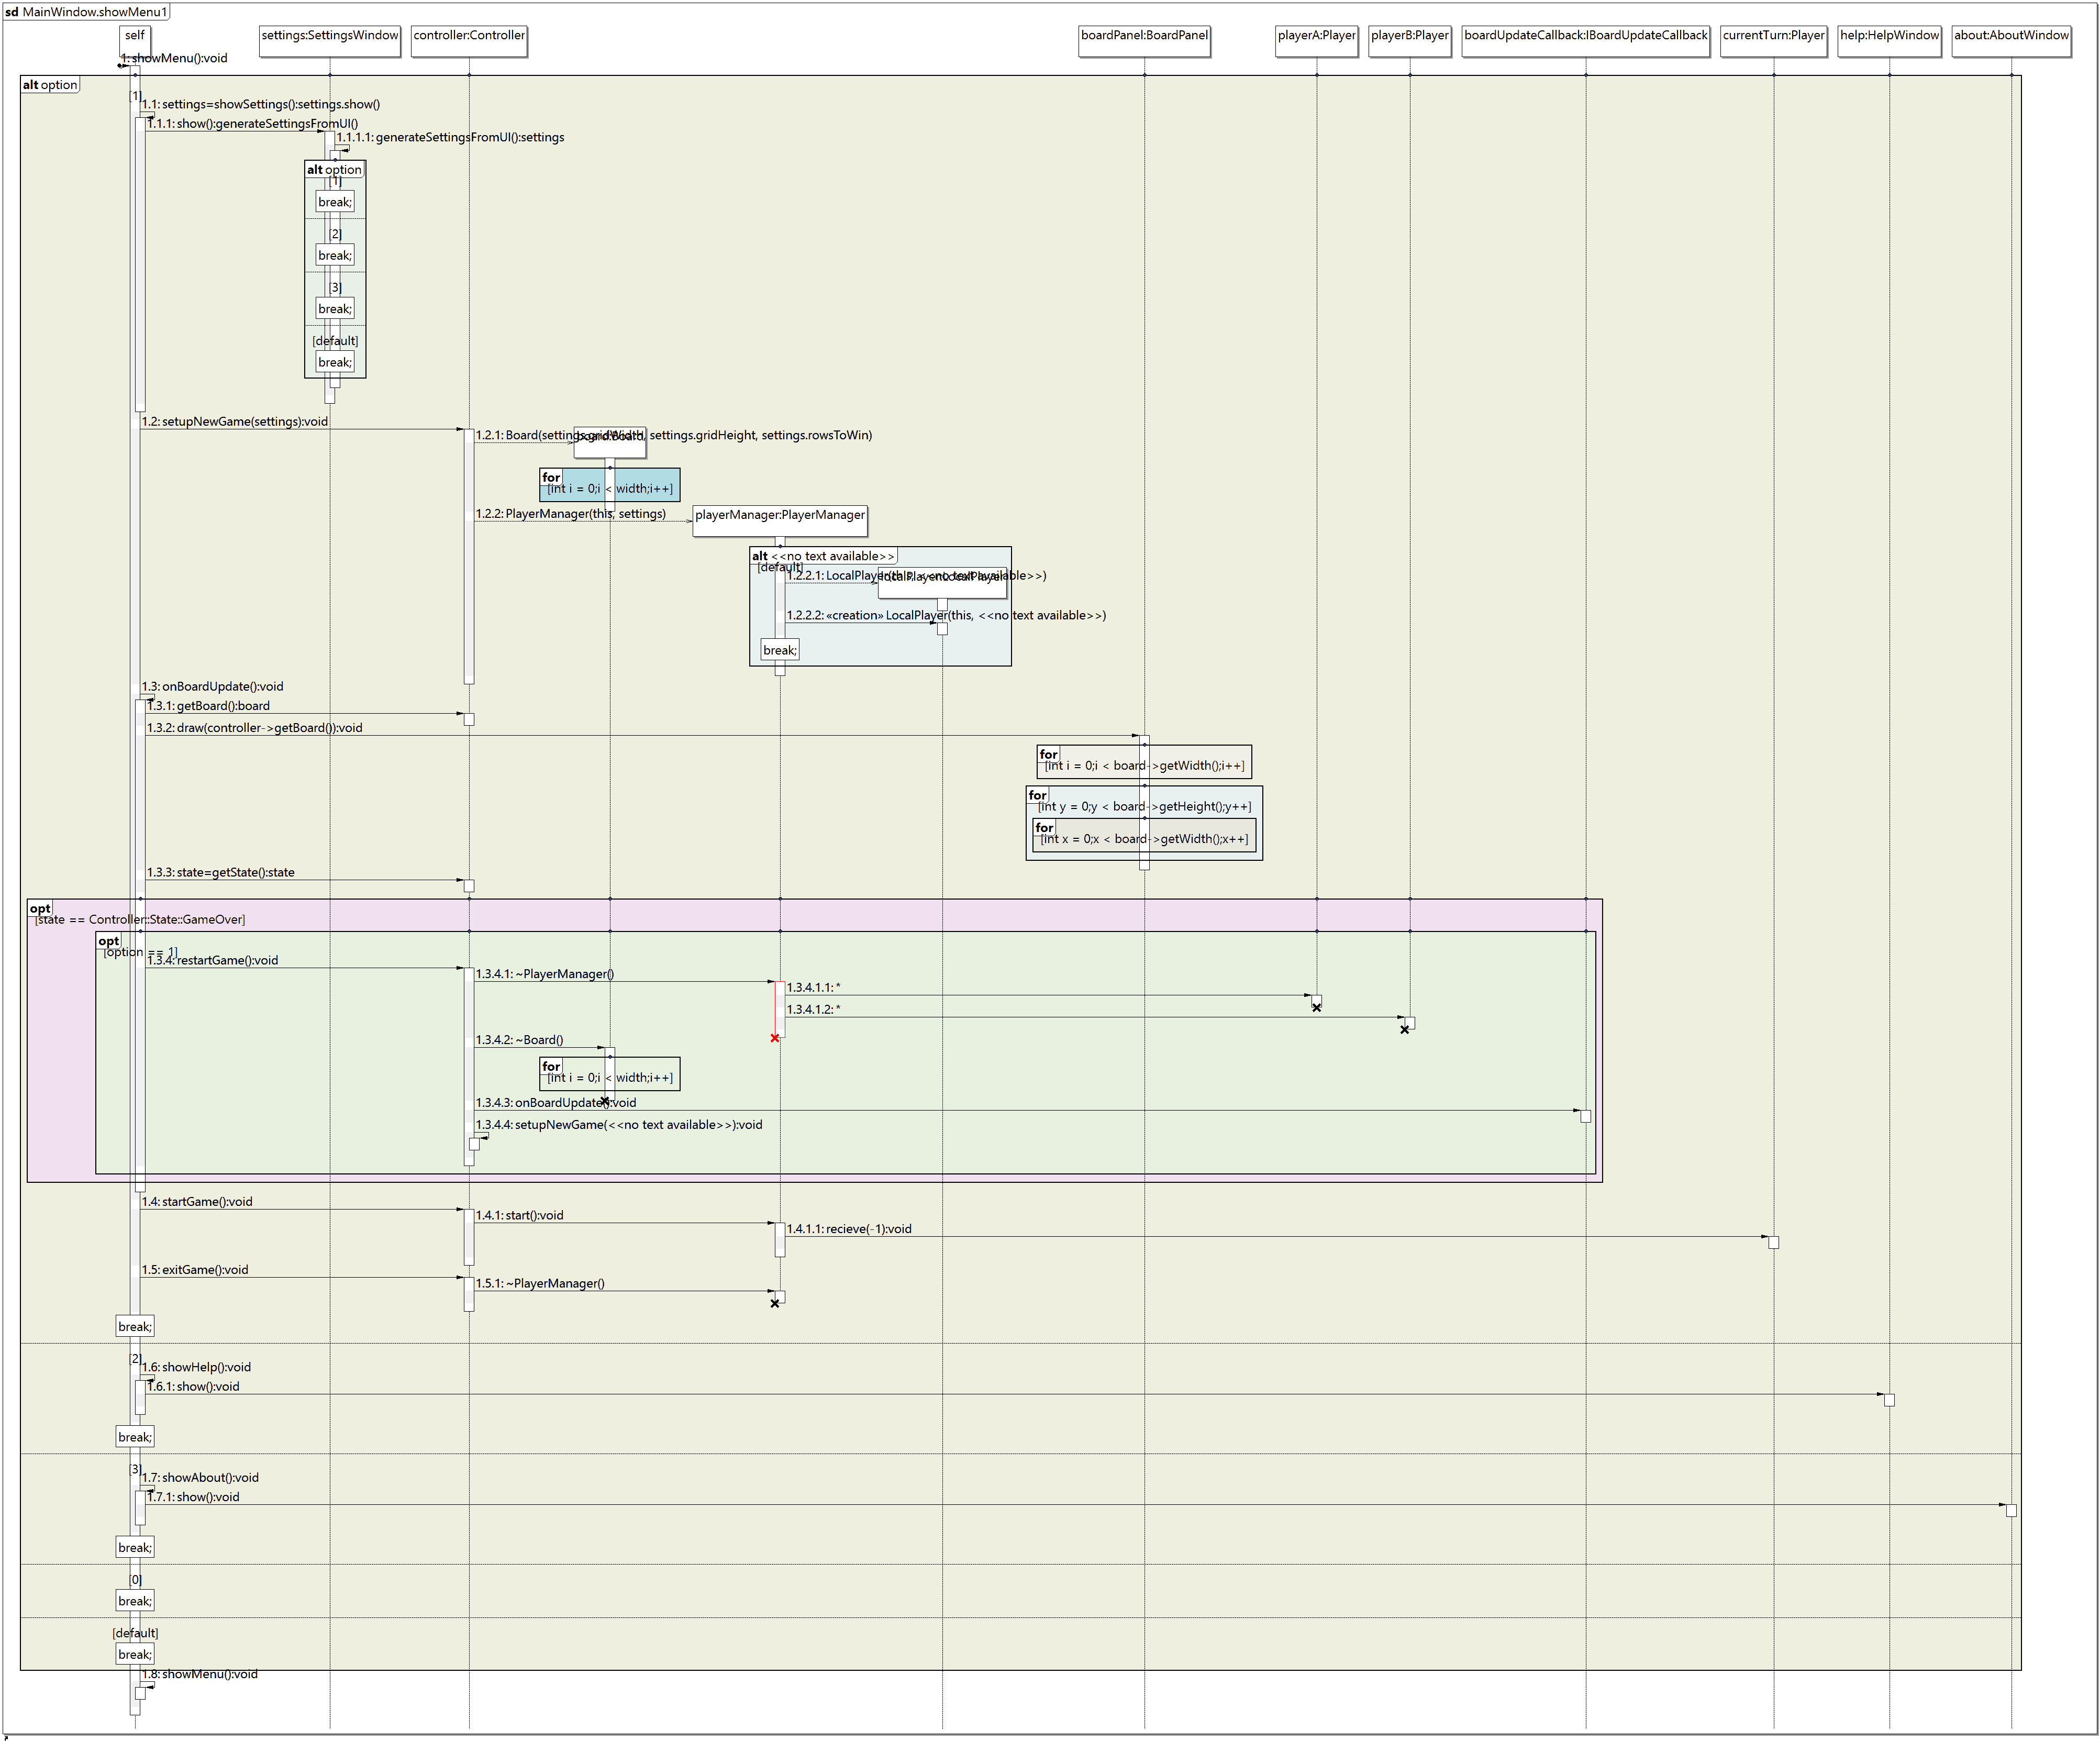 sd MainWindow.showMenu1
self
settings:SettingsWindow
controller:Controller
boardPanel:BoardPanel
playerA:Player
playerB:Player
boardUpdateCallback:IBoardUpdateCallback
currentTurn:Player
help:HelpWindow
about:AboutWindow
1: showMenu():void
alt option
[1]
1.1: settings=showSettings():settings.show()
1.1.1: show():generateSettingsFromUI()
1.1.1.1: generateSettingsFromUI():settings
alt option
[1]
break;
[2]
break;
[3]
break;
[default]
break;
1.2: setupNewGame(settings):void
1.2.1: Board(settings.gridWidth, settings.gridHeight, settings.rowsToWin)
board:Board
for
[int i = 0;i < width;i++]
1.2.2: PlayerManager(this, settings)
playerManager:PlayerManager
alt <<no text available>>
[default]
1.2.2.1: LocalPlayer(this, <<no text available>>)
localPlayer:LocalPlayer
1.2.2.2: «creation» LocalPlayer(this, <<no text available>>)
break;
1.3: onBoardUpdate():void
1.3.1: getBoard():board
1.3.2: draw(controller->getBoard()):void
for
[int i = 0;i < board->getWidth();i++]
for
[int y = 0;y < board->getHeight();y++]
for
[int x = 0;x < board->getWidth();x++]
1.3.3: state=getState():state
opt
[state == Controller::State::GameOver]
opt
[option == 1]
1.3.4: restartGame():void
1.3.4.1: ~PlayerManager()
1.3.4.1.1: *
1.3.4.1.2: *
1.3.4.2: ~Board()
for
[int i = 0;i < width;i++]
1.3.4.3: onBoardUpdate():void
1.3.4.4: setupNewGame(<<no text available>>):void
1.4: startGame():void
1.4.1: start():void
1.4.1.1: recieve(-1):void
1.5: exitGame():void
1.5.1: ~PlayerManager()
break;
[2]
1.6: showHelp():void
1.6.1: show():void
break;
[3]
1.7: showAbout():void
1.7.1: show():void
break;
[0]
break;
[default]
break;
1.8: showMenu():void